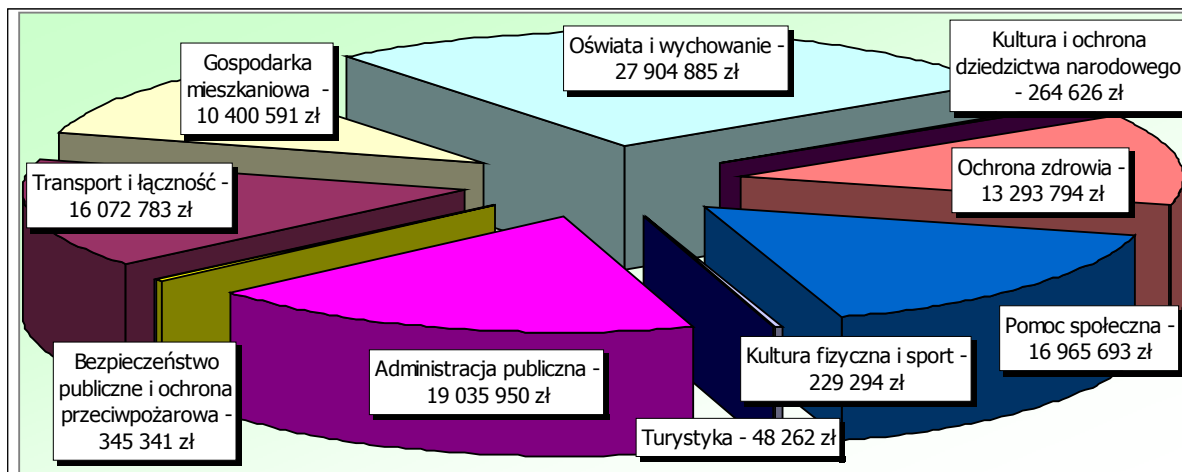 Oświata i wychowanie -
27 904 885 zł
Kultura i ochrona
dziedzictwa narodowego
- 264 626 zł
Gospodarka
mieszkaniowa -
10 400 591 zł
Transport i łączność -
16 072 783 zł
Ochrona zdrowia -
13 293 794 zł
Pomoc społeczna -
16 965 693 zł
Kultura fizyczna i sport -
229 294 zł
Administracja publiczna -
19 035 950 zł
Bezpieczeństwo
publiczne i ochrona
przeciwpożarowa -
345 341 zł
Turystyka - 48 262 zł